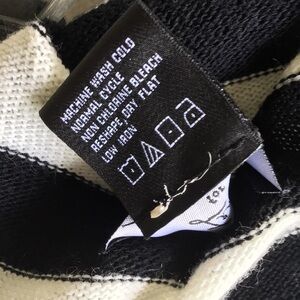 MACHINE WASH COLD
NORMAL CYCLE
NON CHLORINE BLEACH
RESHAPE, DRY FLAT
LOW IRON